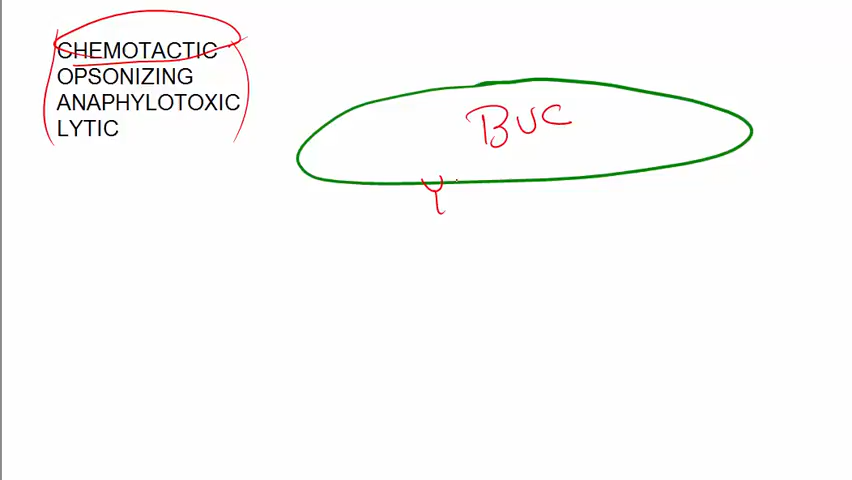 CHEMOTACTIC
OPSONIZING
ANAPHYLOTOXIC
LYTIC
BUC